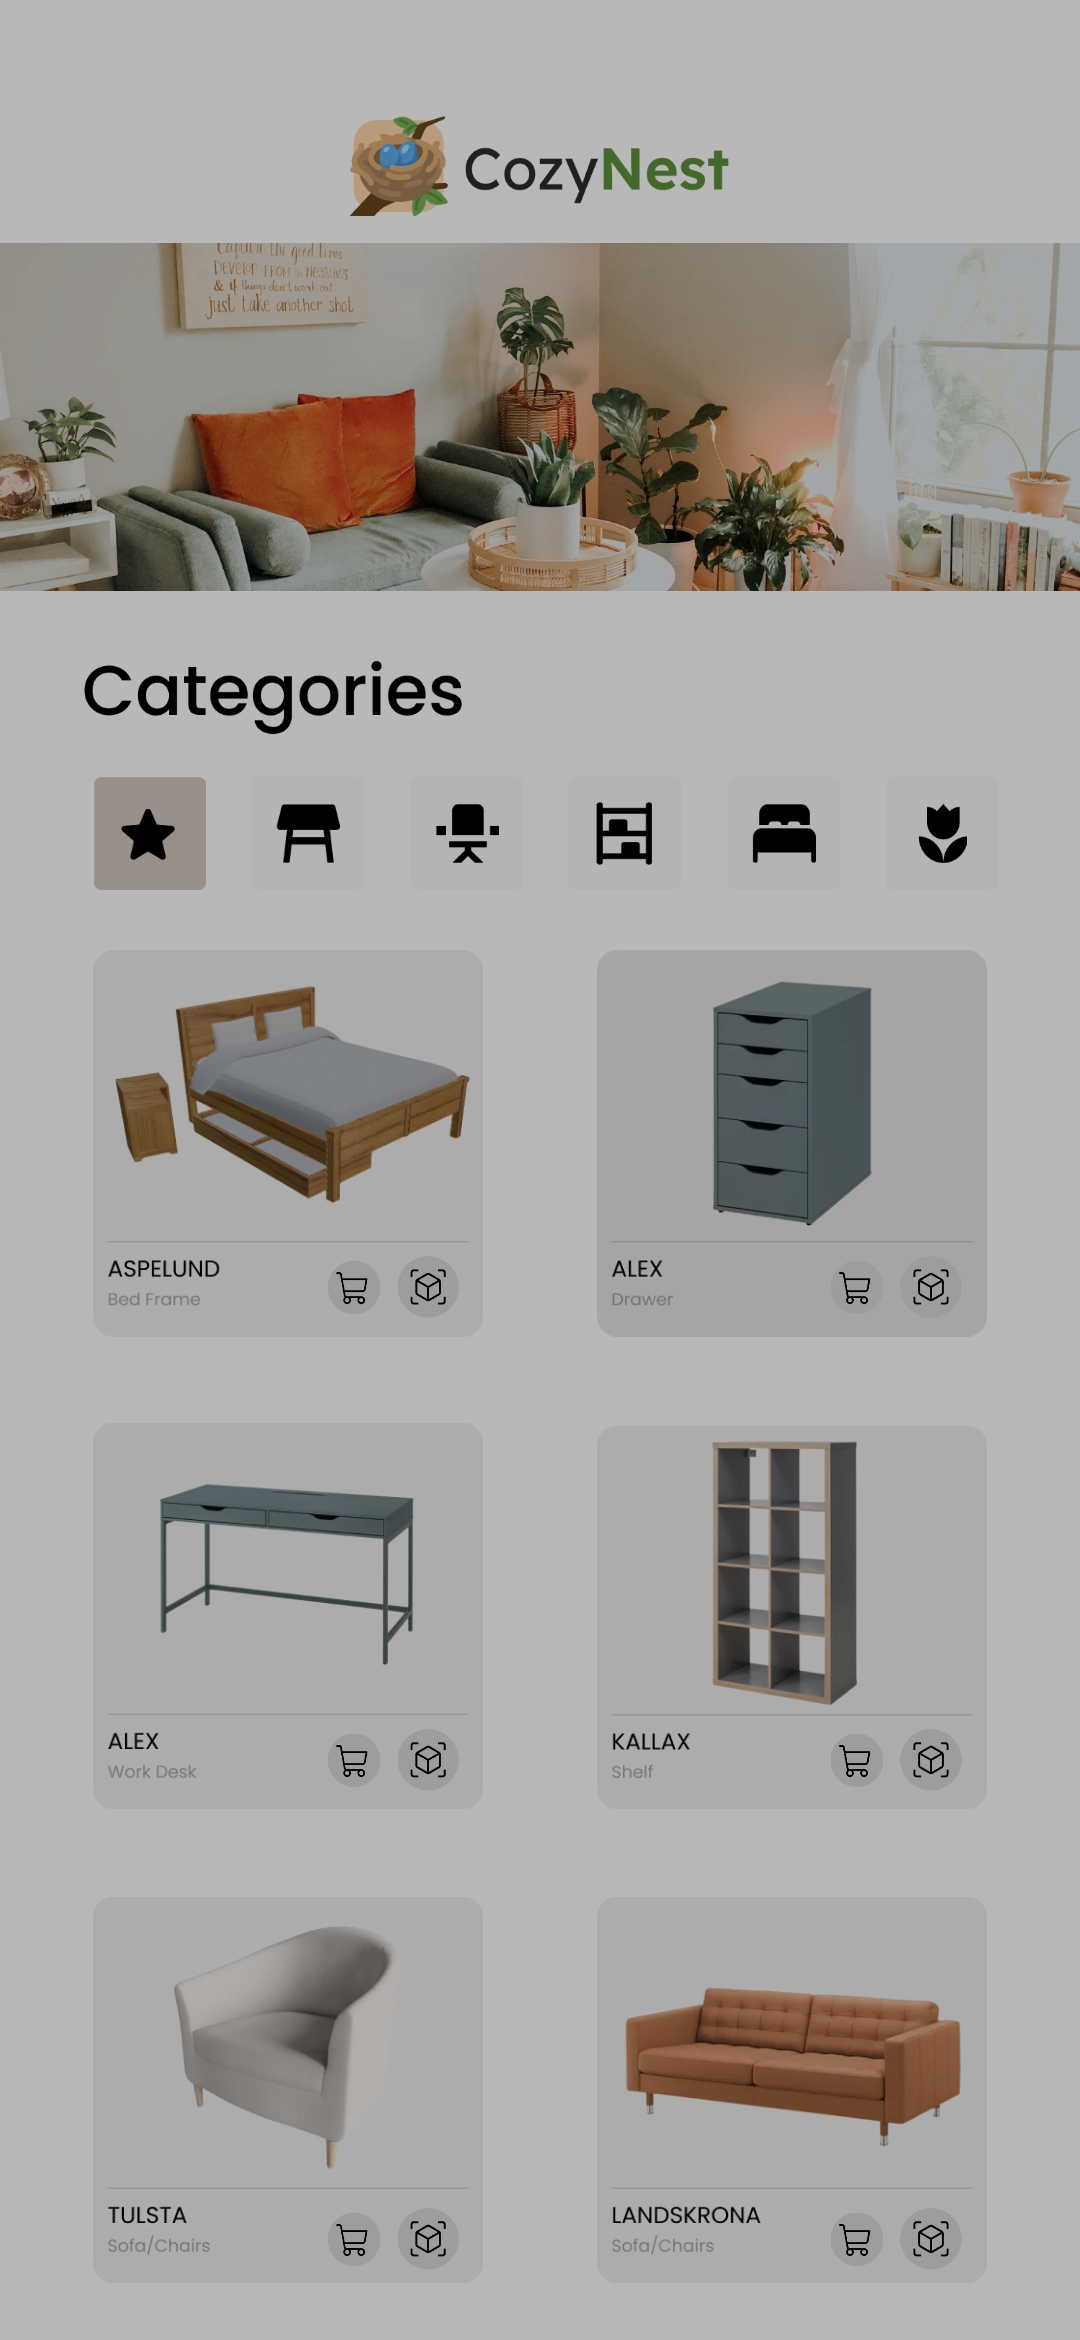 CozyNest
Capture the good times
DEVELOP FROM the NEGATIVES
& if things don't work out
just take another shot
Categories
ASPELUND
Bed Frame
ALEX
Drawer
ALEX
Work Desk
KALLAX
Shelf
TULSTA
Sofa/Chairs
LANDSKRONA
Sofa/Chairs